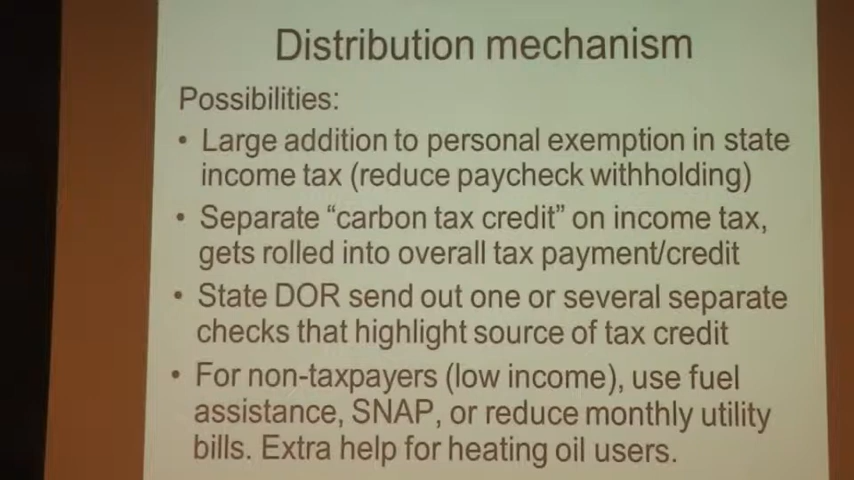 Distribution mechanism
Possibilities:
• Large addition to personal exemption in state
income tax (reduce paycheck withholding)
• Separate “carbon tax credit” on income tax,
gets rolled into overall tax payment/credit
• State DOR send out one or several separate
checks that highlight source of tax credit
• For non-taxpayers (low income), use fuel
assistance, SNAP, or reduce monthly utility
bills. Extra help for heating oil users.